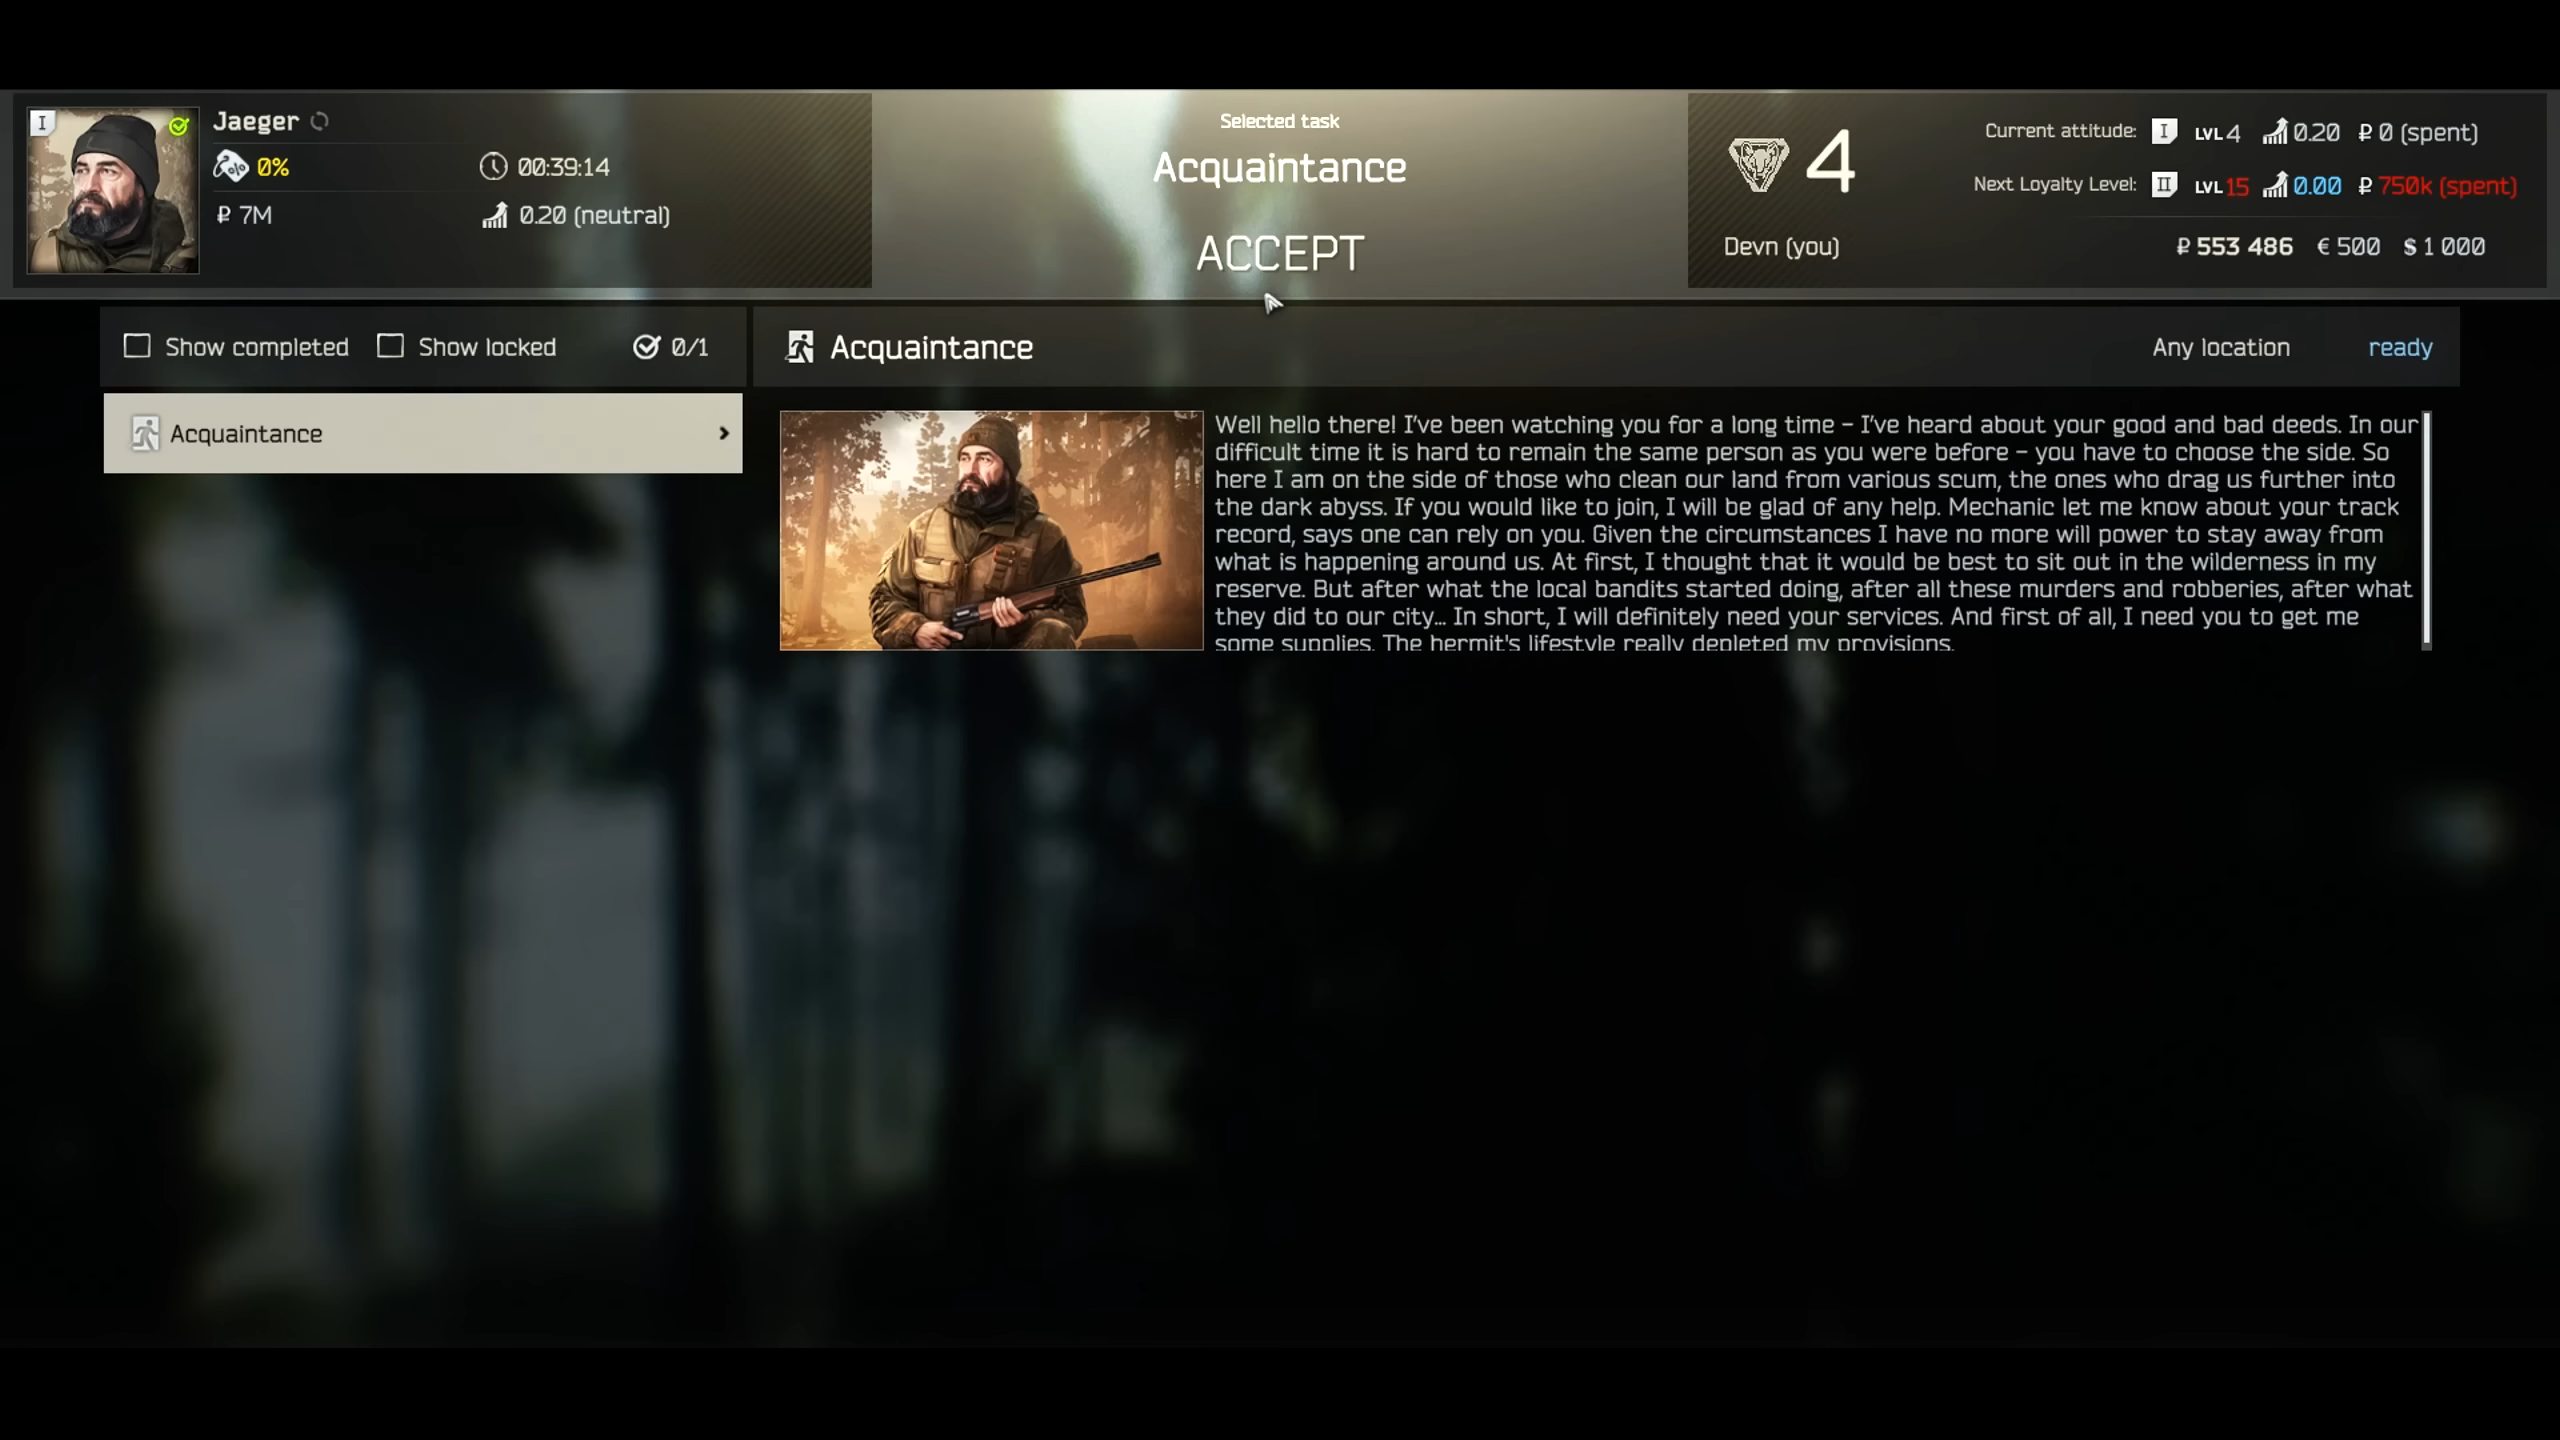 I
Jaeger
0%
00:39:14
₽ 7M
0.20 (neutral)
Selected task
Acquaintance
ACCEPT
4
Devn (you)
Current attitude: I LVL 4 0.20 ₽ 0 (spent)
Next Loyalty Level: II LVL 15 0.00 ₽ 750k (spent)
₽ 553 486 € 500 $ 1 000
Show completed Show locked 0/1
Acquaintance
Any location ready
Acquaintance
Well hello there! I've been watching you for a long time – I've heard about your good and bad deeds. In our
difficult time it is hard to remain the same person as you were before – you have to choose the side. So
here I am on the side of those who clean our land from various scum, the ones who drag us further into
the dark abyss. If you would like to join, I will be glad of any help. Mechanic let me know about your track
record, says one can rely on you. Given the circumstances I have no more will power to stay away from
what is happening around us. At first, I thought that it would be best to sit out in the wilderness in my
reserve. But after what the local bandits started doing, after all these murders and robberies, after what
they did to our city... In short, I will definitely need your services. And first of all, I need you to get me
some supplies. The hermit's lifestyle really depleted my provisions.